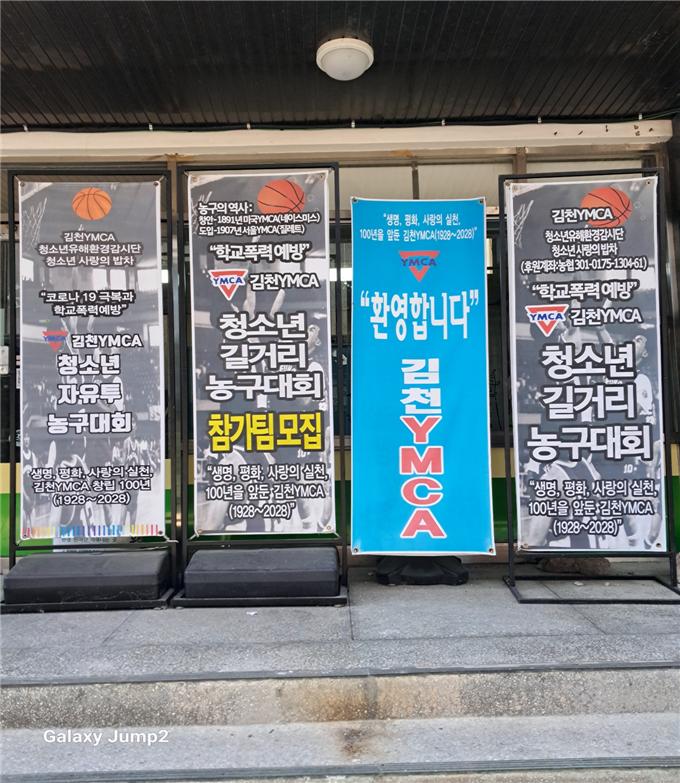 김천YMCA
청소년유해환경감시단
청소년 사랑의 밥차
"코로나 19 극복과
학교폭력예방"
YMCA 김천YMCA
청소년
자유투
농구대회
"생명, 평화, 사랑의 실천,
김천YMCA 창립 100년
(1928~2028)
농구의 역사:
창안-1891년 미국YMCA(네이스미스)
도입-1907년 서울YMCA(질레트)
"학교폭력 예방"
YMCA 김천YMCA
청소년
길거리
농구대회
참가팀 모집
"생명, 평화, 사랑의 실천,
100년을 앞둔 김천YMCA
(1928~2028)"
"생명, 평화, 사랑의 실천,
100년을 앞둔 김천YMCA(1928~2028)"
YMCA
"환영합니다"
김천YMCA
김천YMCA
청소년유해환경감시단
청소년 사랑의 밥차
(후원계좌:농협 301-0175-1304-61)
"학교폭력 예방"
YMCA 김천YMCA
청소년
길거리
농구대회
"생명, 평화, 사랑의 실천,
100년을 앞둔 김천YMCA
(1928~2028)"
Galaxy Jump2